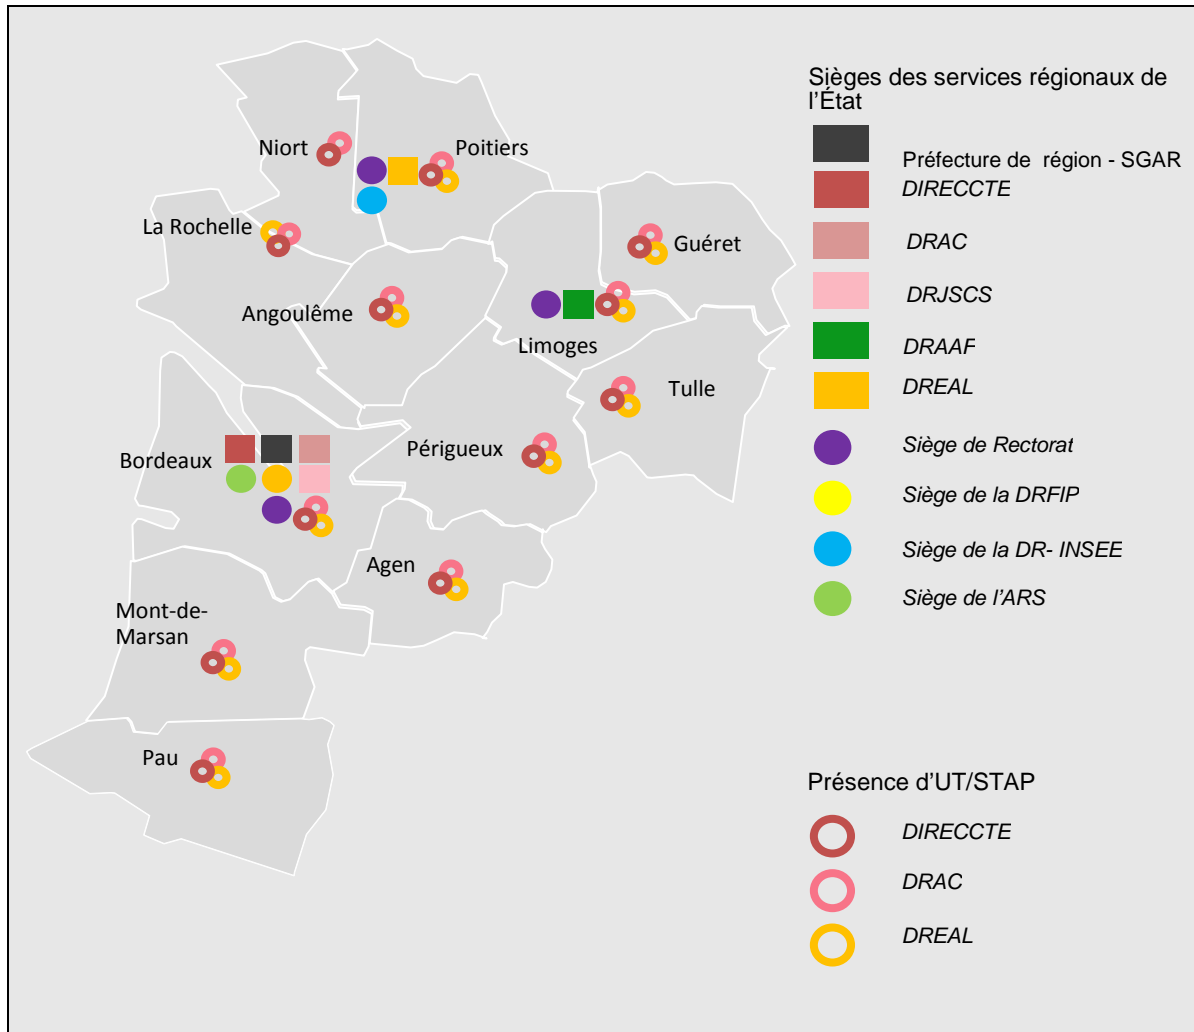 Sièges des services régionaux de
l'État
Préfecture de région - SGAR
DIRECCTE
DRAC
DRJSCS
DRAAF
DREAL
Siège de Rectorat
Siège de la DRFIP
Siège de la DR- INSEE
Siège de l'ARS
Niort
Poitiers
La Rochelle
Guéret
Angoulême
Limoges
Tulle
Périgueux
Bordeaux
Agen
Mont-de-
Marsan
Pau
Présence d'UT/STAP
DIRECCTE
DRAC
DREAL